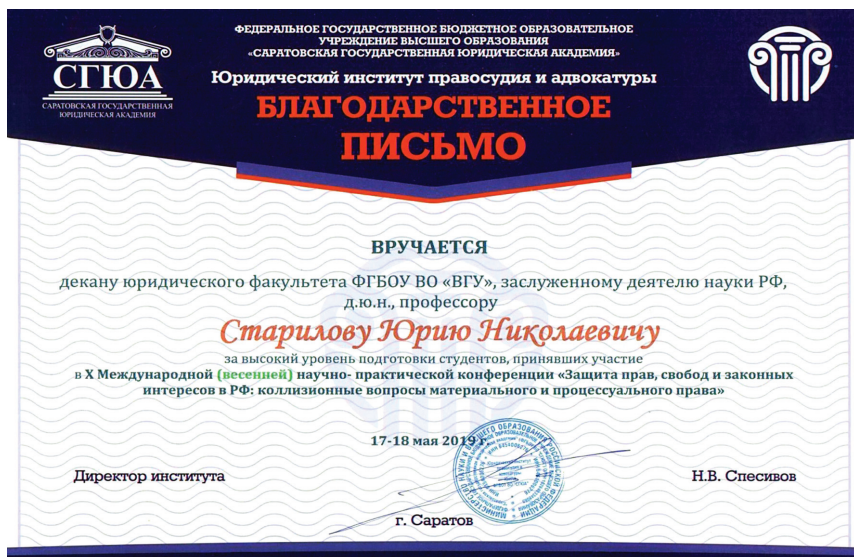 ФЕДЕРАЛЬНОЕ ГОСУДАРСТВЕННОЕ БЮДЖЕТНОЕ ОБРАЗОВАТЕЛЬНОЕ
УЧРЕЖДЕНИЕ ВЫСШЕГО ОБРАЗОВАНИЯ
«САРАТОВСКАЯ ГОСУДАРСТВЕННАЯ ЮРИДИЧЕСКАЯ АКАДЕМИЯ»
СГЮА
САРАТОВСКАЯ ГОСУДАРСТВЕННАЯ
ЮРИДИЧЕСКАЯ АКАДЕМИЯ
Юридический институт правосудия и адвокатуры
БЛАГОДАРСТВЕННОЕ
ПИСЬМО
ВРУЧАЕТСЯ
декану юридического факультета ФГБОУ ВО «ВГУ», заслуженному деятелю науки РФ,
д.ю.н., профессору
Старилову Юрию Николаевичу
за высокий уровень подготовки студентов, принявших участие
в X Международной (весенней) научно- практической конференции «Защита прав, свобод и законных
интересов в РФ: коллизионные вопросы материального и процессуального права»
17-18 мая 2019 г.
Директор института
Н.В. Спесивов
г. Саратов